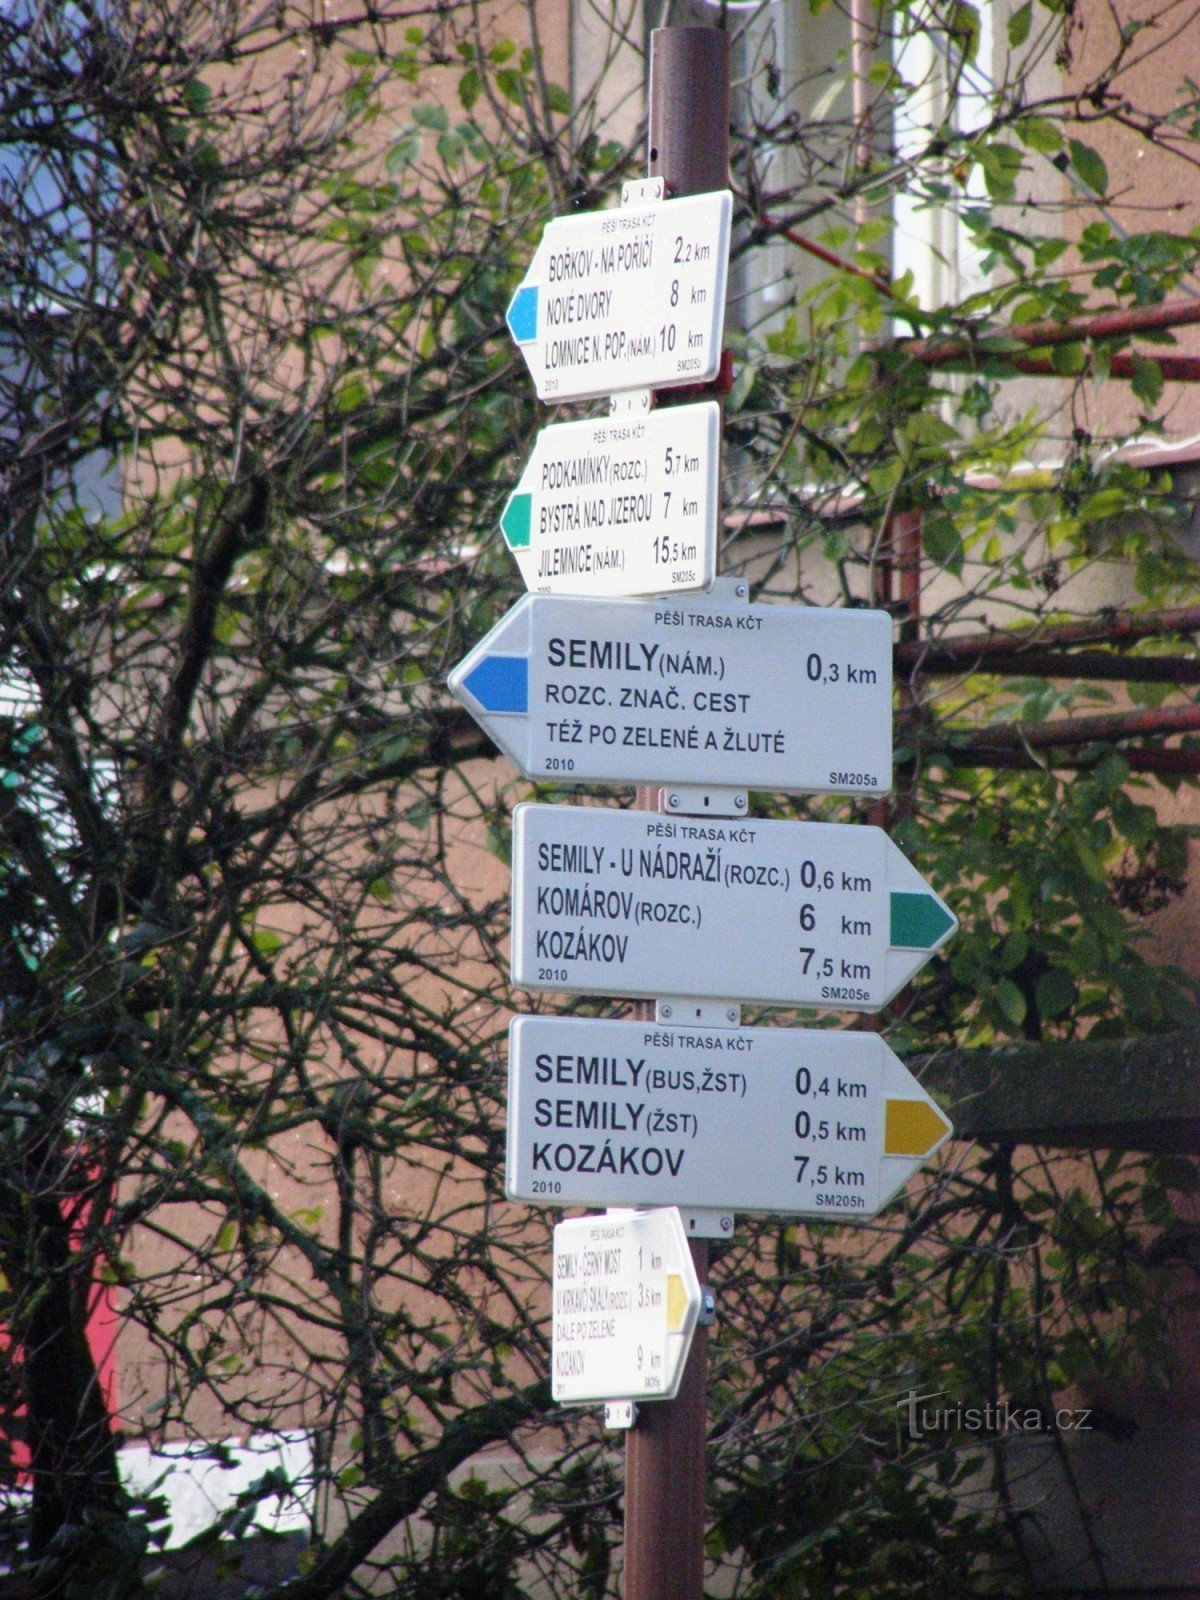 PĚŠÍ TRASA KČT
BOŘKOV - NA POŘÍČÍ 2,2 km
NOVÉ DVORY 8 km
LOMNICE N. POP.(NÁM.) 10 km
2010 SM205b
PĚŠÍ TRASA KČT
PODKAMÍNKY(ROZC.) 5,7 km
BYSTRÁ NAD JIZEROU 7 km
JILEMNICE(NÁM.) 15,5 km
SM205c
PĚŠÍ TRASA KČT
SEMILY(NÁM.) 0,3 km
ROZC. ZNAČ. CEST
TÉŽ PO ZELENÉ A ŽLUTÉ
2010 SM205a
PĚŠÍ TRASA KČT
SEMILY - U NÁDRAŽÍ(ROZC.) 0,6 km
KOMÁROV(ROZC.) 6 km
KOZÁKOV 7,5 km
2010 SM205e
PĚŠÍ TRASA KČT
SEMILY(BUS,ŽST) 0,4 km
SEMILY(ŽST) 0,5 km
KOZÁKOV 7,5 km
2010 SM205h
PĚŠÍ TRASA KČT
SEMILY - ČERNÝ MOST 1 km
U KRKAVČÍ SKÁLY(ROZC.) 3,5 km
DÁLE PO ZELENÉ
KOZÁKOV 9 km
2011 SM205g
Turistika.cz